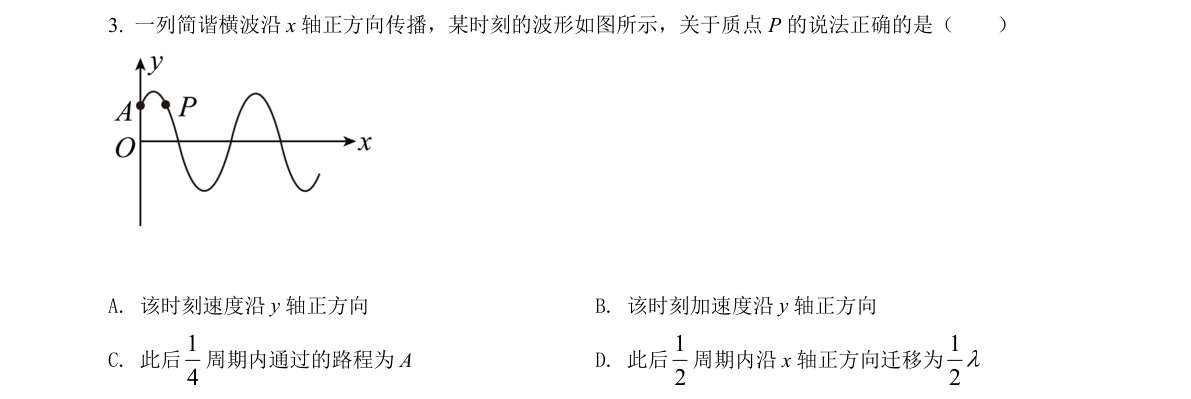 3. 一列简谐横波沿 x 轴正方向传播，某时刻的波形如图所示，关于质点 P 的说法正确的是（　　）
y
A P
O x
A. 该时刻速度沿 y 轴正方向 B. 该时刻加速度沿 y 轴正方向
C. 此后 1/4 周期内通过的路程为 A D. 此后 1/2 周期内沿 x 轴正方向迁移为 1/2 λ